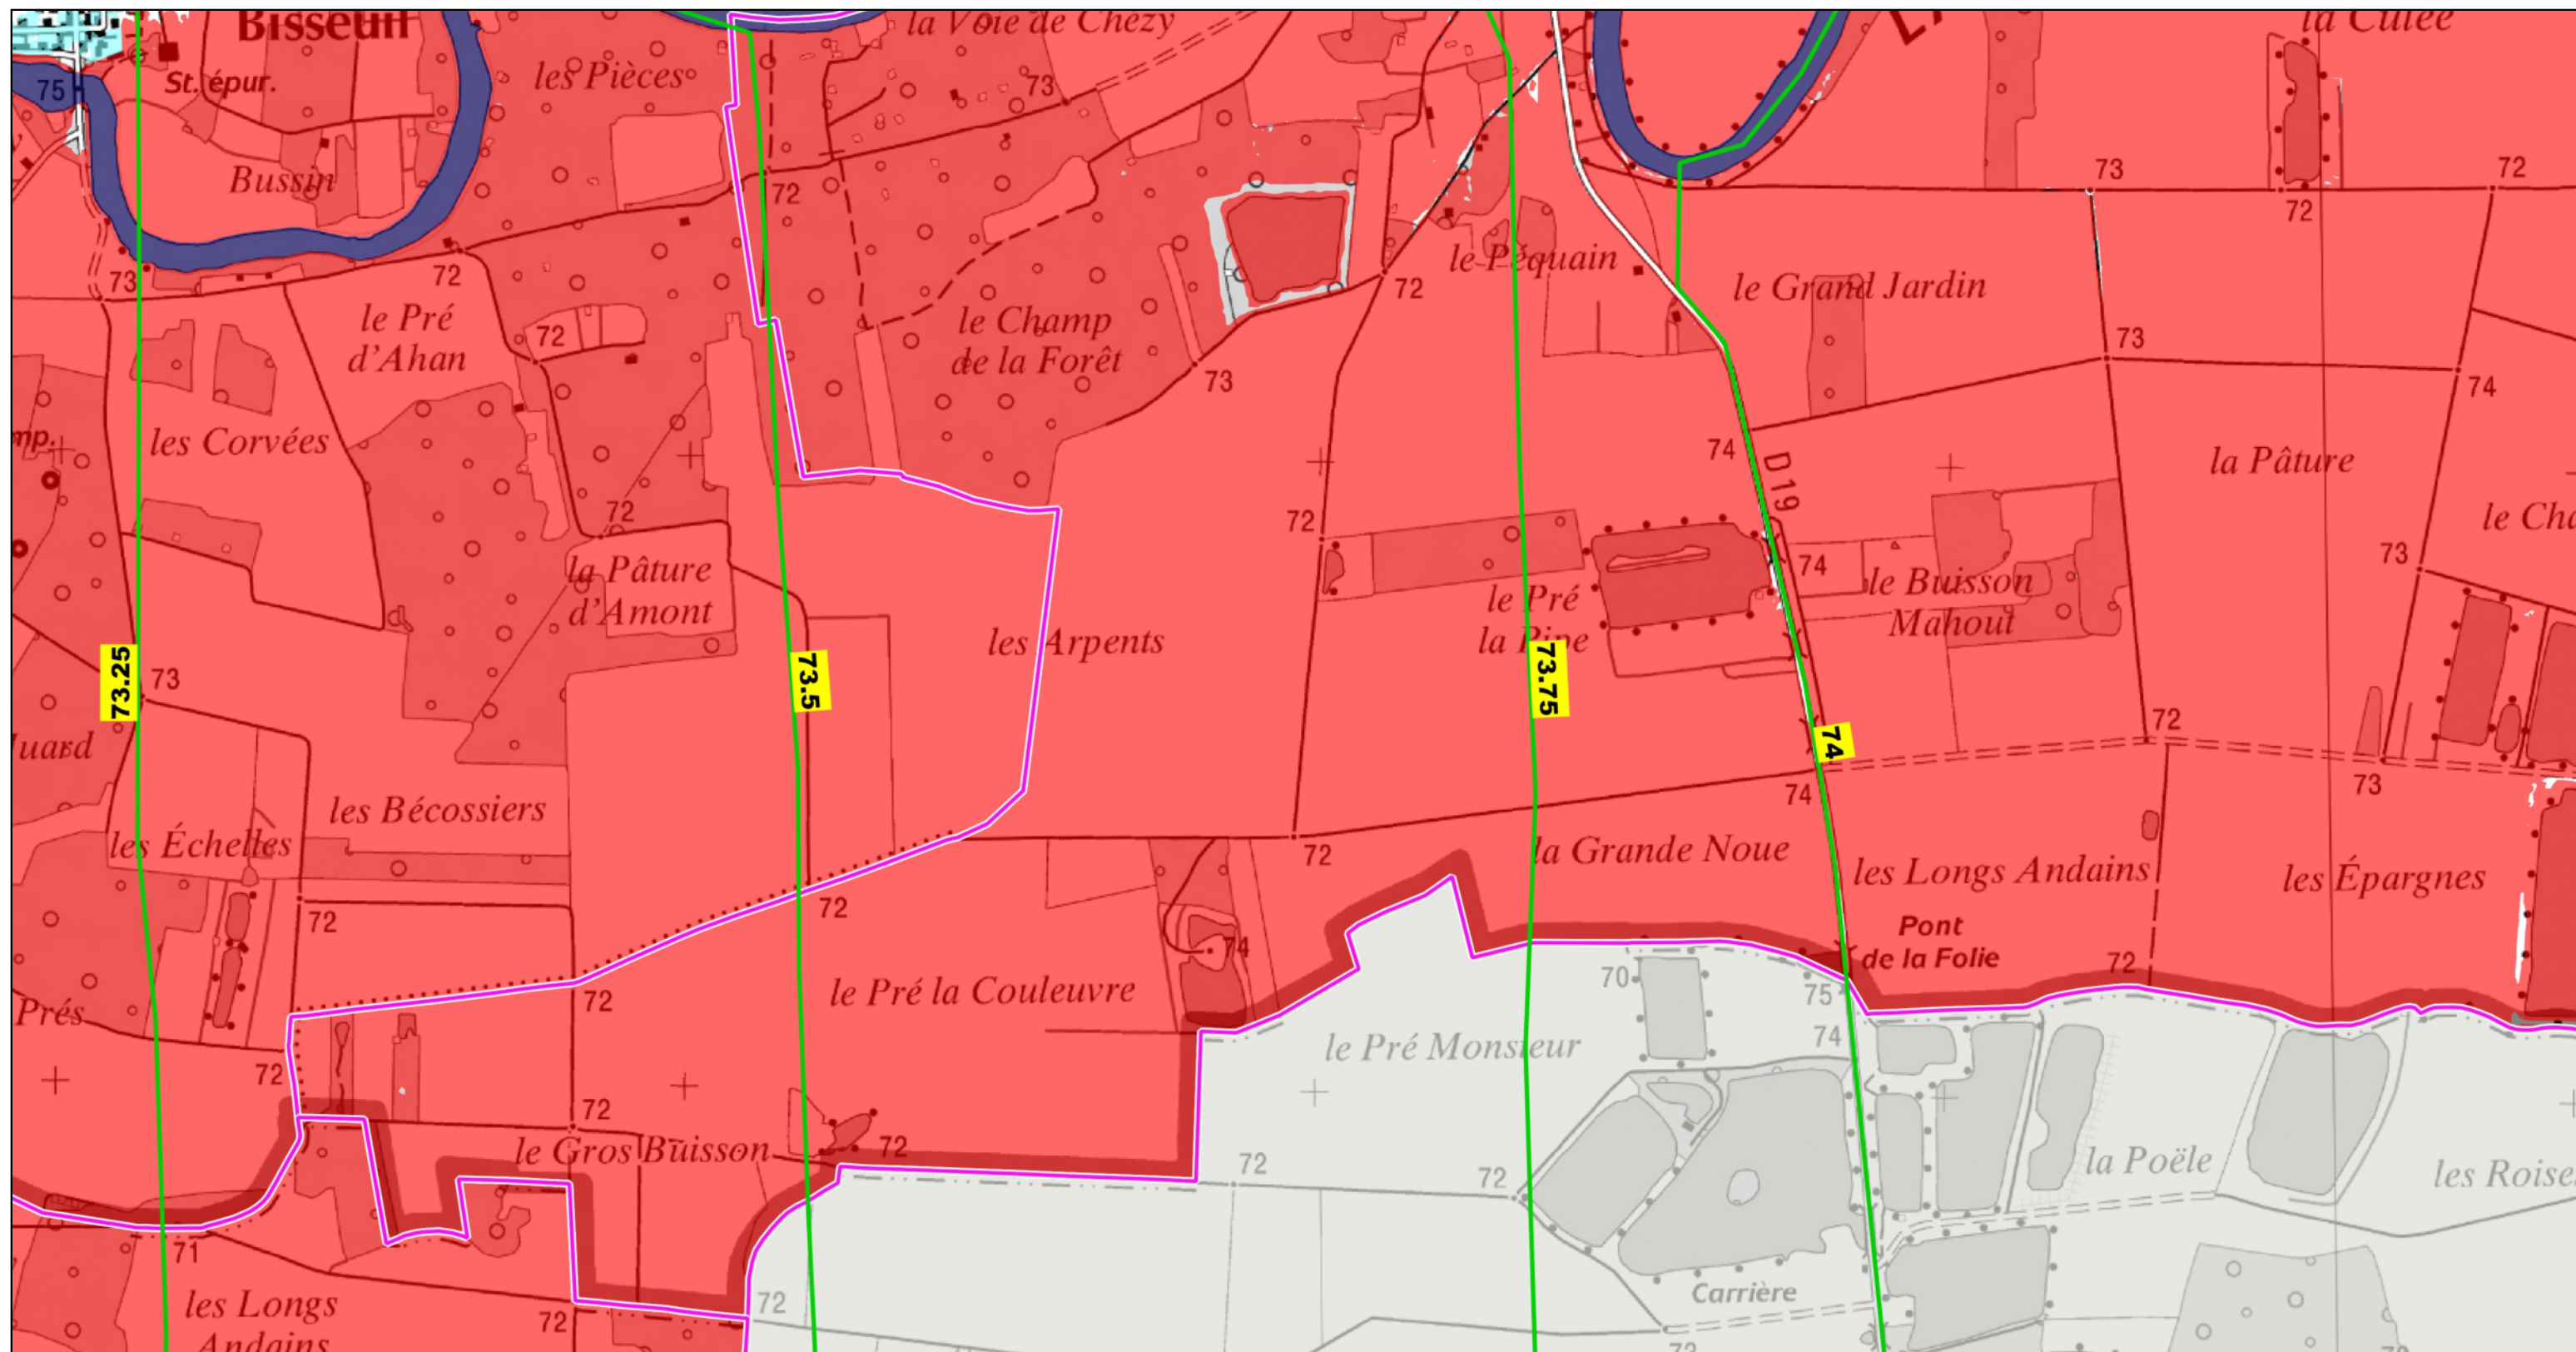 Bisseuil
la Voie de Chezy
la Culée
St. épur.
les Pièces
73
75
Bussin
73
72
72
72
le Péquain
72
73
72
le Grand Jardin
72
le Pré
d'Ahan
72
le Champ
de la Forêt
73
73
74
les Corvées
74
D 19
la Pâture
72
72
le Cha
la Pâture
d'Amont
74
73
le Pré
la Pipe
le Buisson
Mahout
les Arpents
73.25
73
73.5
73.75
74
72
73
74
les Bécossiers
les Échelles
72
la Grande Noue
les Longs Andains
les Épargnes
72
72
74
Pont
de la Folie
72
70
75
le Pré la Couleuvre
72
Prés
74
le Pré Monsieur
72
72
le Gros Buisson
72
72
72
la Poële
les Roise
71
Carrière
les Longs
Andains
72
72